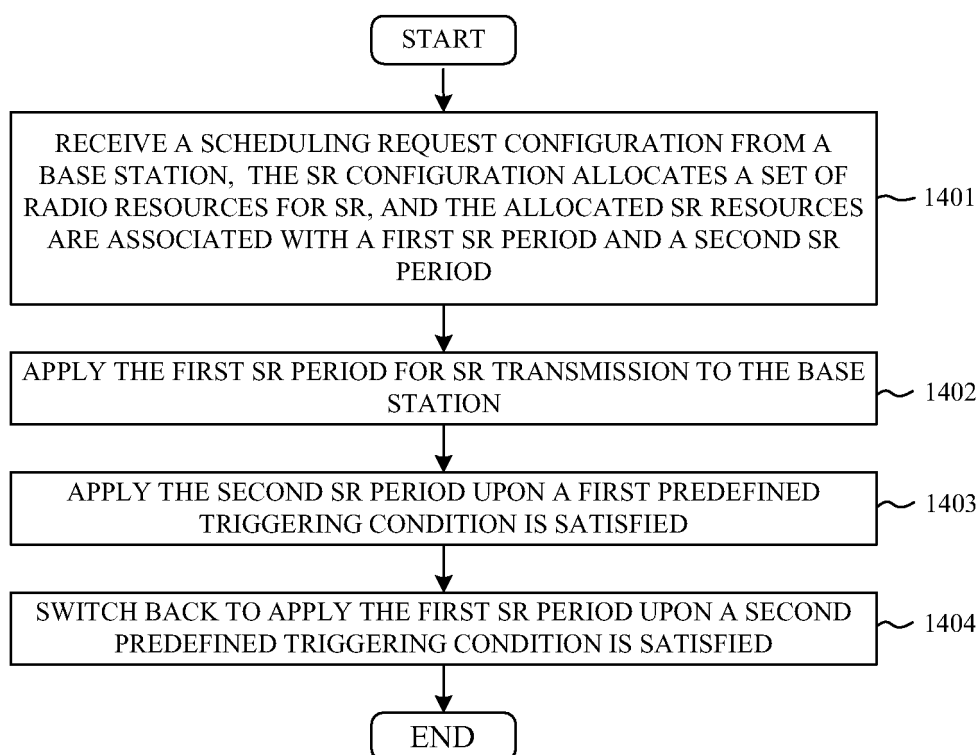 START
RECEIVE A SCHEDULING REQUEST CONFIGURATION FROM A
BASE STATION, THE SR CONFIGURATION ALLOCATES A SET OF
RADIO RESOURCES FOR SR, AND THE ALLOCATED SR RESOURCES
ARE ASSOCIATED WITH A FIRST SR PERIOD AND A SECOND SR
PERIOD
1401
APPLY THE FIRST SR PERIOD FOR SR TRANSMISSION TO THE BASE
STATION
1402
APPLY THE SECOND SR PERIOD UPON A FIRST PREDEFINED
TRIGGERING CONDITION IS SATISFIED
1403
SWITCH BACK TO APPLY THE FIRST SR PERIOD UPON A SECOND
PREDEFINED TRIGGERING CONDITION IS SATISFIED
1404
END